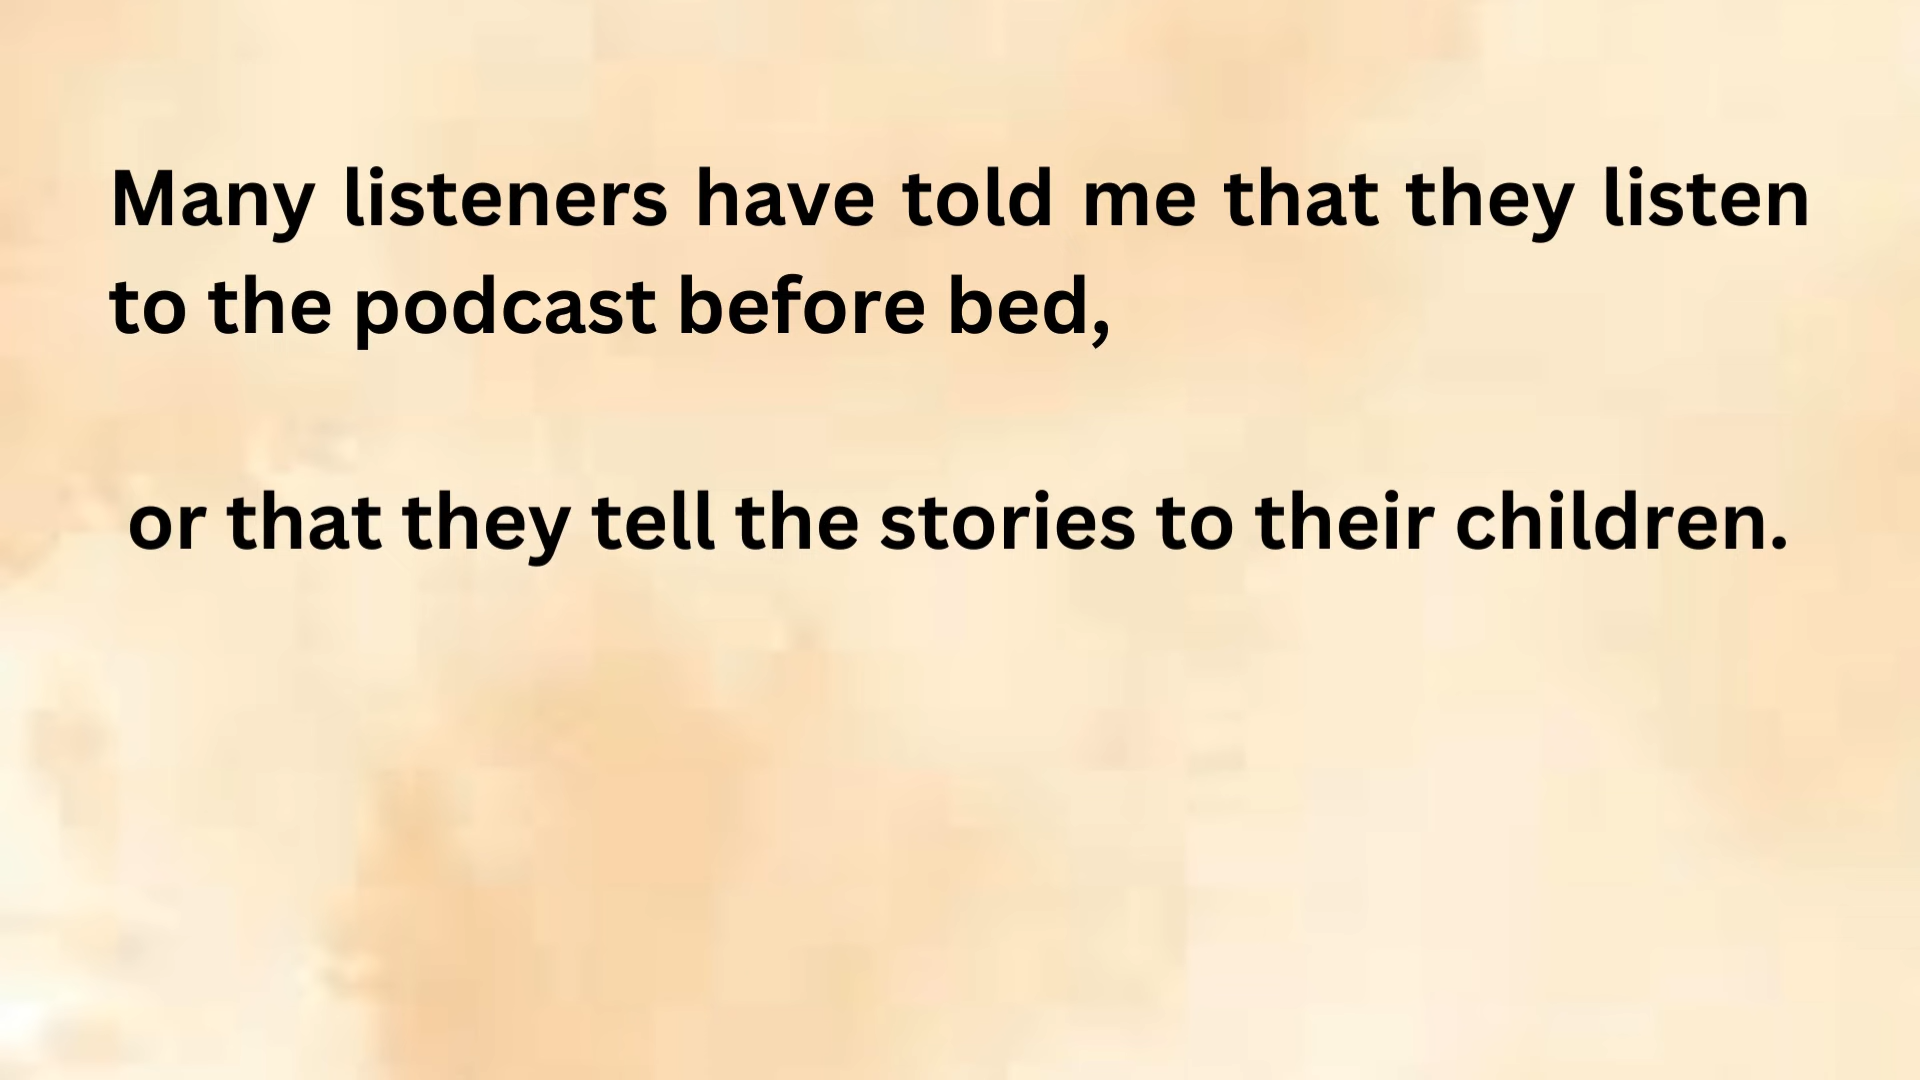 Many listeners have told me that they listen
to the podcast before bed,
or that they tell the stories to their children.